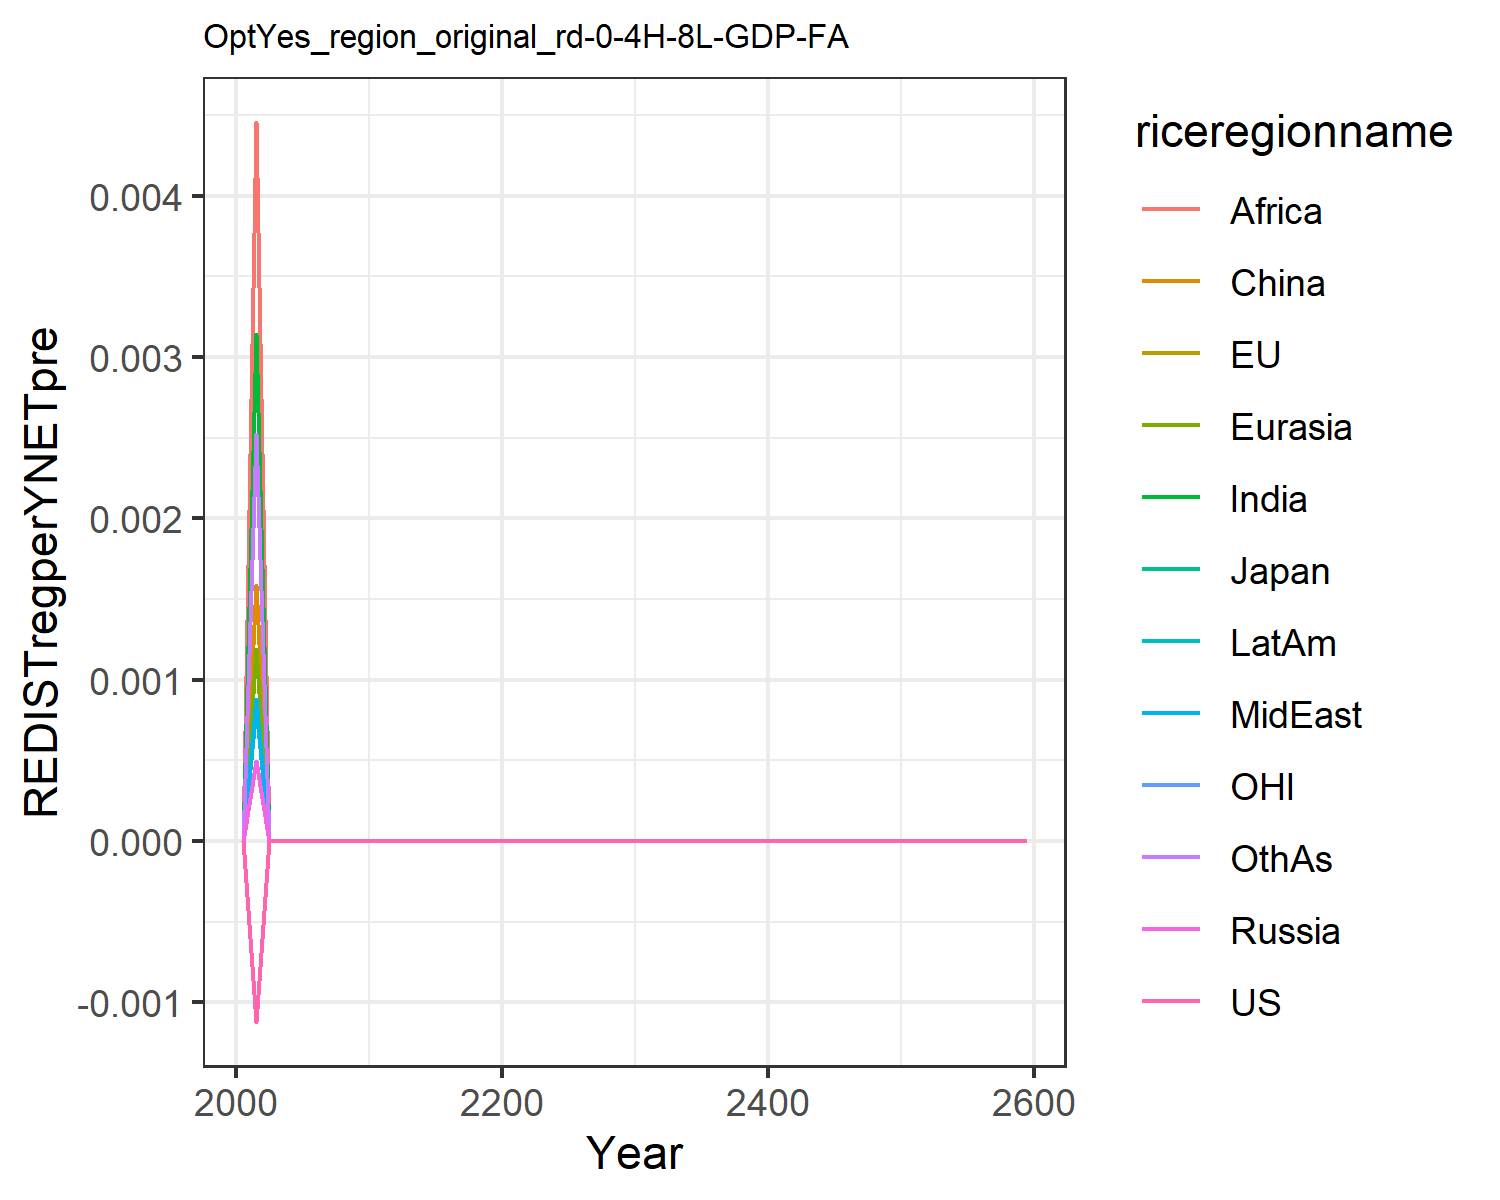 OptYes_region_original_rd-0-4H-8L-GDP-FA
REDISTregperYNETpre
0.004
0.003
0.002
0.001
0.000
-0.001
2000 2200 2400 2600
Year
riceregionname
Africa
China
EU
Eurasia
India
Japan
LatAm
MidEast
OHI
OthAs
Russia
US